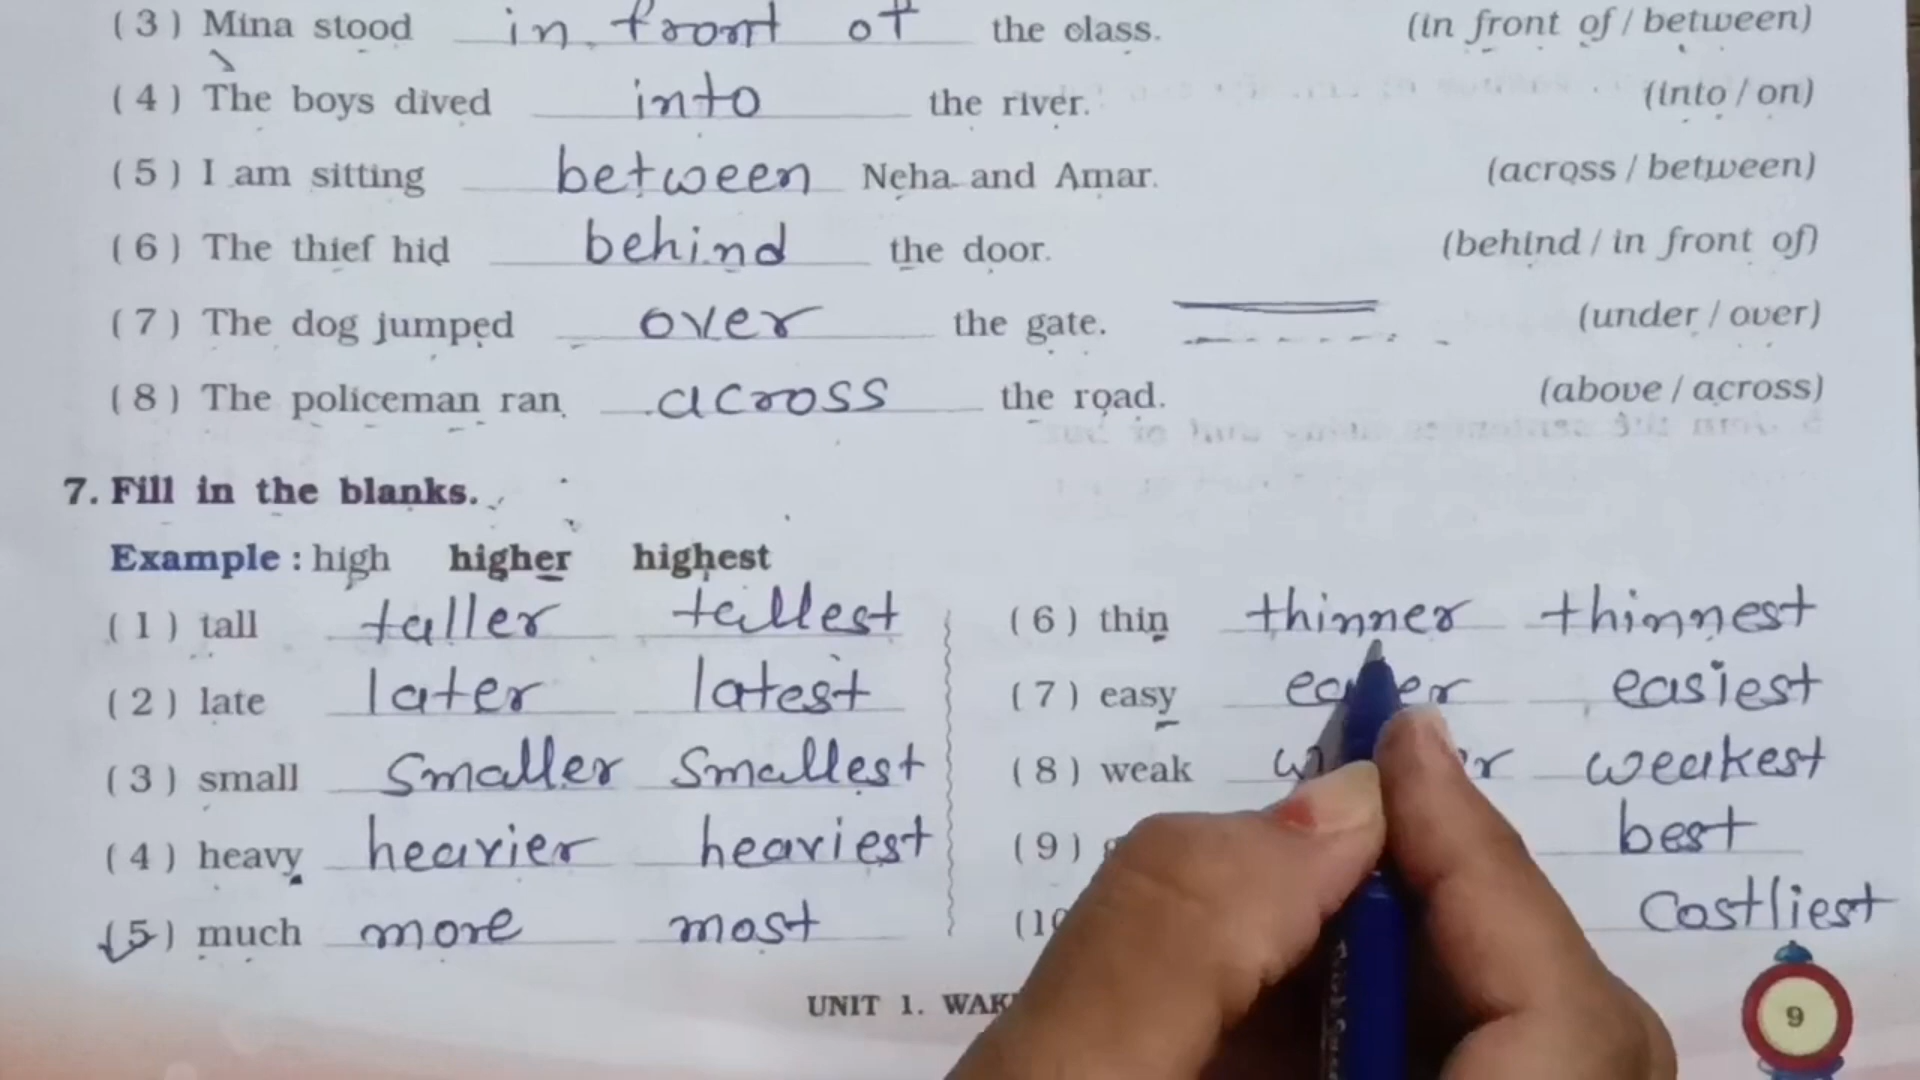 (3) Mina stood in front of the class. (in front of / between)
(4) The boys dived into the river. (into / on)
(5) I am sitting between Neha and Amar. (across / between)
(6) The thief hid behind the door. (behind / in front of)
(7) The dog jumped over the gate. (under / over)
(8) The policeman ran across the road. (above / across)
7. Fill in the blanks.
Example : high higher highest
(1) tall taller tallest
(2) late later latest
(3) small smaller smallest
(4) heavy heavier heaviest
(5) much more most
(6) thin thinner thinnest
(7) easy easiest
(8) weak weakest
(9) best
(10 Costliest
UNIT 1.
9